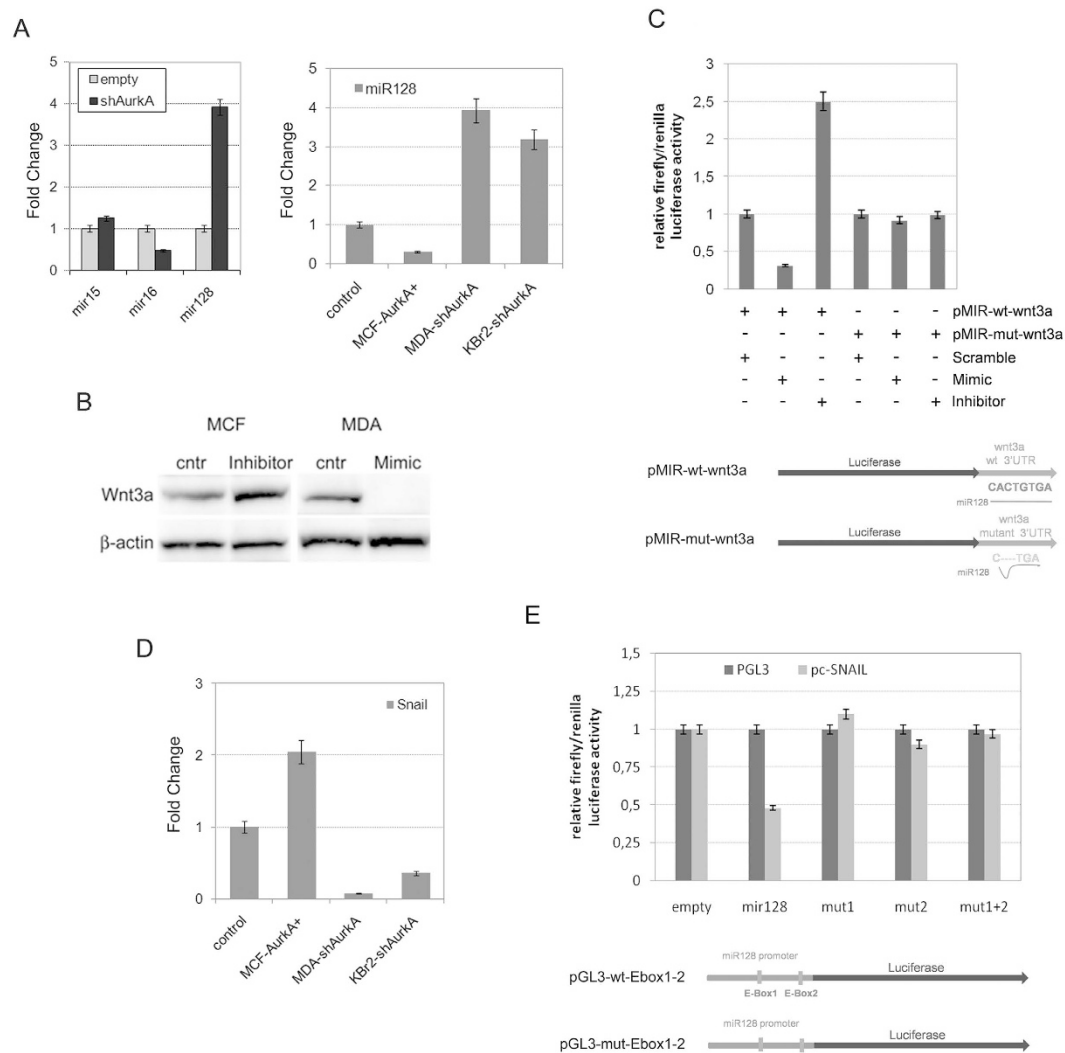 A
5
4
3
2
1
0
Fold Change
empty
shAurkA
mir15
mir16
mir128
5
4
3
2
1
0
Fold Change
miR128
control
MCF-AurkA+
MDA-shAurkA
KBr2-shAurkA
B
MCF MDA
cntr Inhibitor cntr Mimic
Wnt3a
β-actin
C
3
2,5
2
1,5
1
0,5
0
relative firefly/renilla
luciferase activity
+ + + - - - pMIR-wt-wnt3a
- - - + + + pMIR-mut-wnt3a
+ - - + - - Scramble
- + - - + - Mimic
- - + - - + Inhibitor
pMIR-wt-wnt3a
Luciferase
wnt3a
wt 3'UTR
CACTGTGA
miR128
pMIR-mut-wnt3a
Luciferase
wnt3a
mutant 3'UTR
C----TGA
miR128
D
3
2
1
0
Fold Change
Snail
control
MCF-AurkA+
MDA-shAurkA
KBr2-shAurkA
E
1,5
1,25
1
0,75
0,5
0,25
0
relative firefly/renilla
luciferase activity
PGL3 pc-SNAIL
empty mir128 mut1 mut2 mut1+2
pGL3-wt-Ebox1-2
miR128 promoter
Luciferase
E-Box1 E-Box2
pGL3-mut-Ebox1-2
miR128 promoter
Luciferase